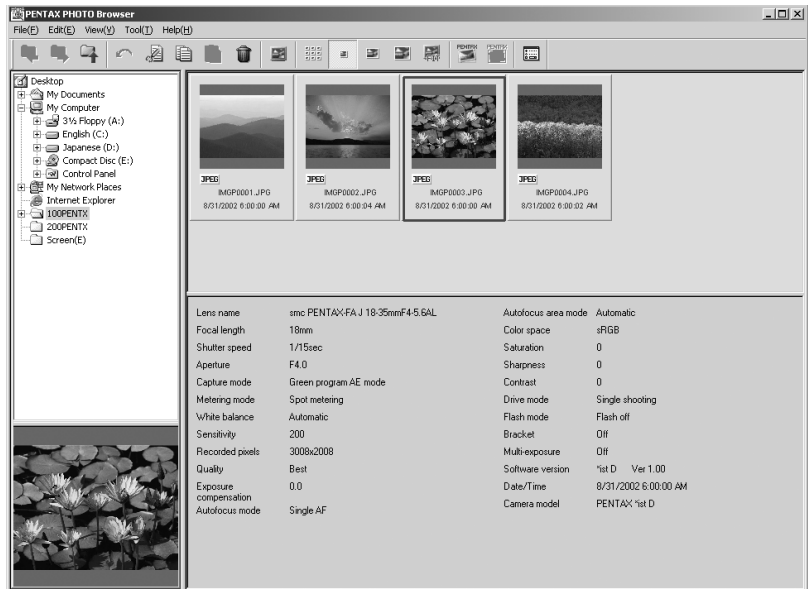 PENTAX PHOTO Browser
File(F) Edit(E) View(V) Tool(T) Help(H)
Desktop
My Documents
My Computer
3½ Floppy (A:)
English (C:)
Japanese (D:)
Compact Disc (E:)
Control Panel
My Network Places
Internet Explorer
100PENTX
200PENTX
Screen(E)
JPEG
IMGP0001.JPG
8/31/2002 6:00:00 AM
JPEG
IMGP0002.JPG
8/31/2002 6:00:04 AM
JPEG
IMGP0003.JPG
8/31/2002 6:00:00 AM
JPEG
IMGP0004.JPG
8/31/2002 6:00:02 AM
Lens name smc PENTAX-FA J 18-35mmF4-5.6AL
Focal length 18mm
Shutter speed 1/15sec
Aperture F4.0
Capture mode Green program AE mode
Metering mode Spot metering
White balance Automatic
Sensitivity 200
Recorded pixels 3008x2008
Quality Best
Exposure compensation 0.0
Autofocus mode Single AF
Autofocus area mode Automatic
Color space sRGB
Saturation 0
Sharpness 0
Contrast 0
Drive mode Single shooting
Flash mode Flash off
Bracket Off
Multi-exposure Off
Software version *ist D Ver 1.00
Date/Time 8/31/2002 6:00:00 AM
Camera model PENTAX *ist D